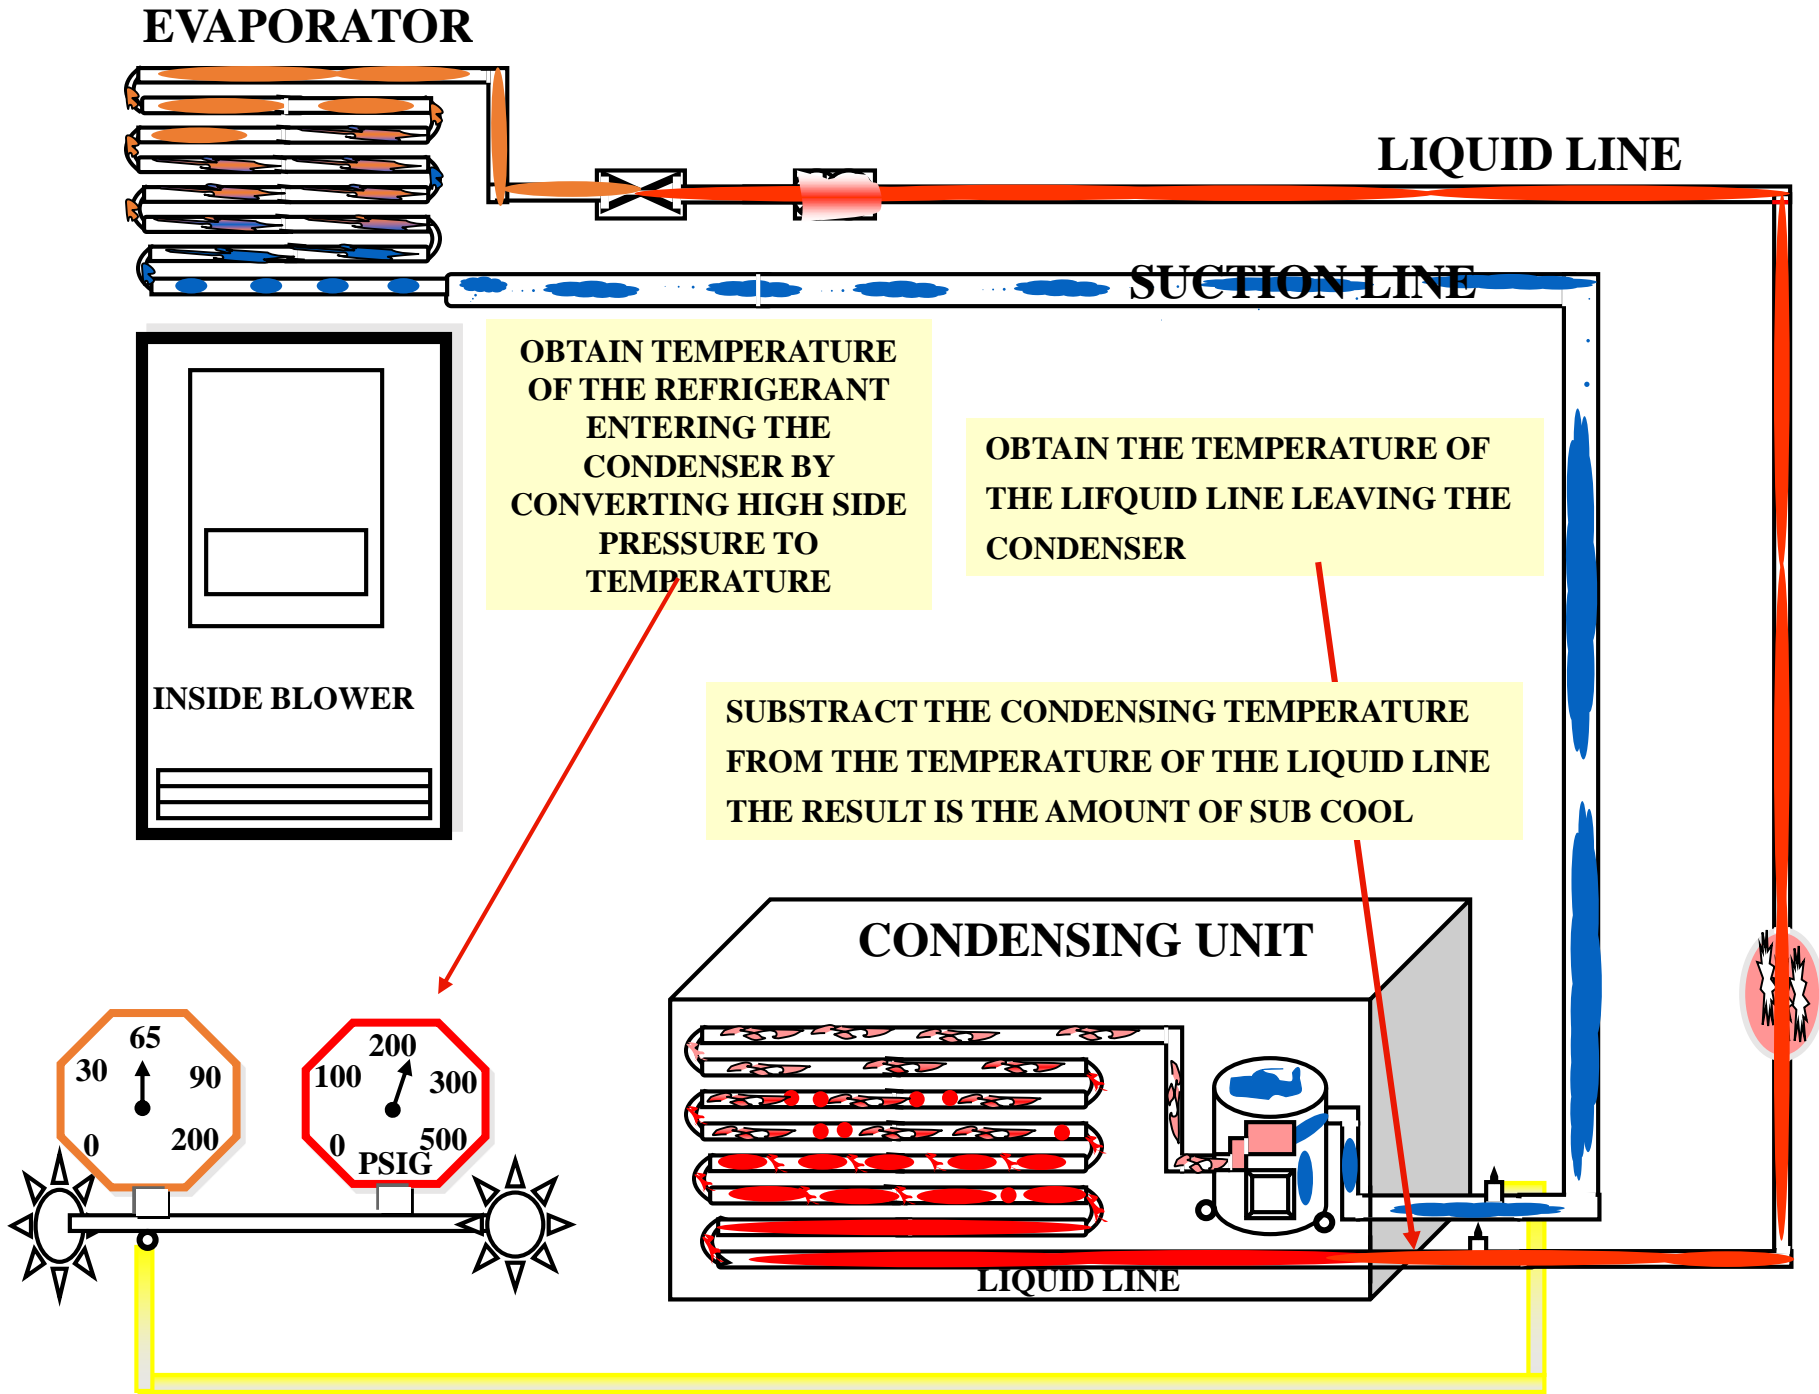 EVAPORATOR
LIQUID LINE
SUCTION LINE
OBTAIN TEMPERATURE
OF THE REFRIGERANT
ENTERING THE
CONDENSER BY
CONVERTING HIGH SIDE
PRESSURE TO
TEMPERATURE
OBTAIN THE TEMPERATURE OF
THE LIFQUID LINE LEAVING THE
CONDENSER
INSIDE BLOWER
SUBSTRACT THE CONDENSING TEMPERATURE
FROM THE TEMPERATURE OF THE LIQUID LINE
THE RESULT IS THE AMOUNT OF SUB COOL
CONDENSING UNIT
65
30
90
0
200
200
100
300
0
500
PSIG
LIQUID LINE